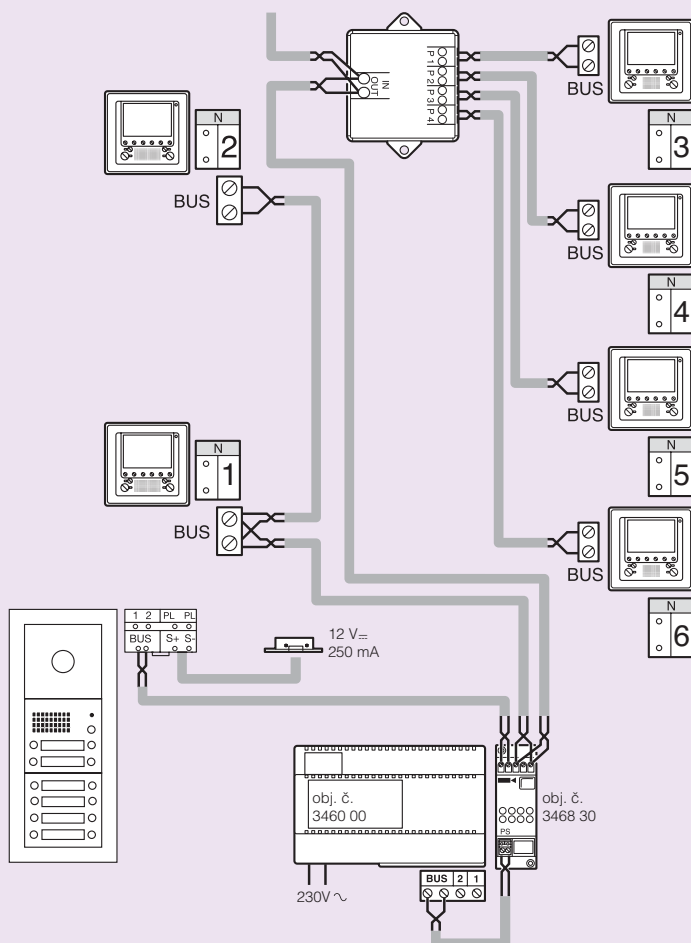 IN
OUT
P1
P2
P3
P4
BUS
N
3
N
2
BUS
BUS
N
4
BUS
N
5
N
1
BUS
BUS
N
6
1 2 PL PL
BUS S+ S-
12 V⎓
250 mA
obj. č.
3460 00
obj. č.
3468 30
PS
230V ∿
BUS 2 1